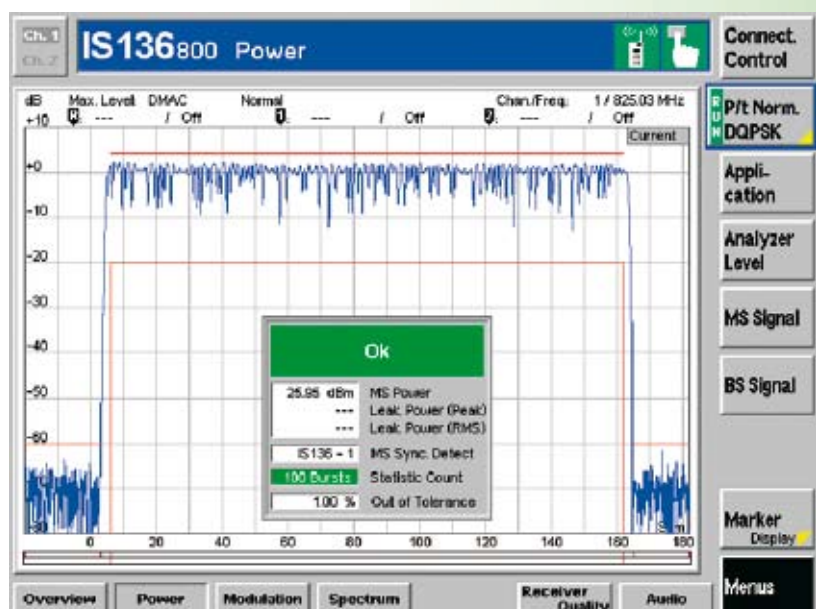 Ch. 1
Ch. 2
IS136800 Power
Connect.
Control
dB Max. Level DMAC Normal Chan./Freq. 1 / 825.03 MHz
+10 --- / Off 1 --- / Off 2 --- / Off
Current
RUN
P/t Norm.
DQPSK
+0
Appli-
cation
-10
Analyzer
Level
-20
-30
MS Signal
-40
Ok
BS Signal
-50
25.95 dBm MS Power
--- Leak Power (Peak)
--- Leak Power (RMS)
-60
IS136 - 1 MS Sync. Detect
100 Bursts Statistic Count
1.00 % Out of Tolerance
Marker
Display
0 20 40 60 80 100 120 140 160 180
Menus
Overview Power Modulation Spectrum Receiver Quality Audio